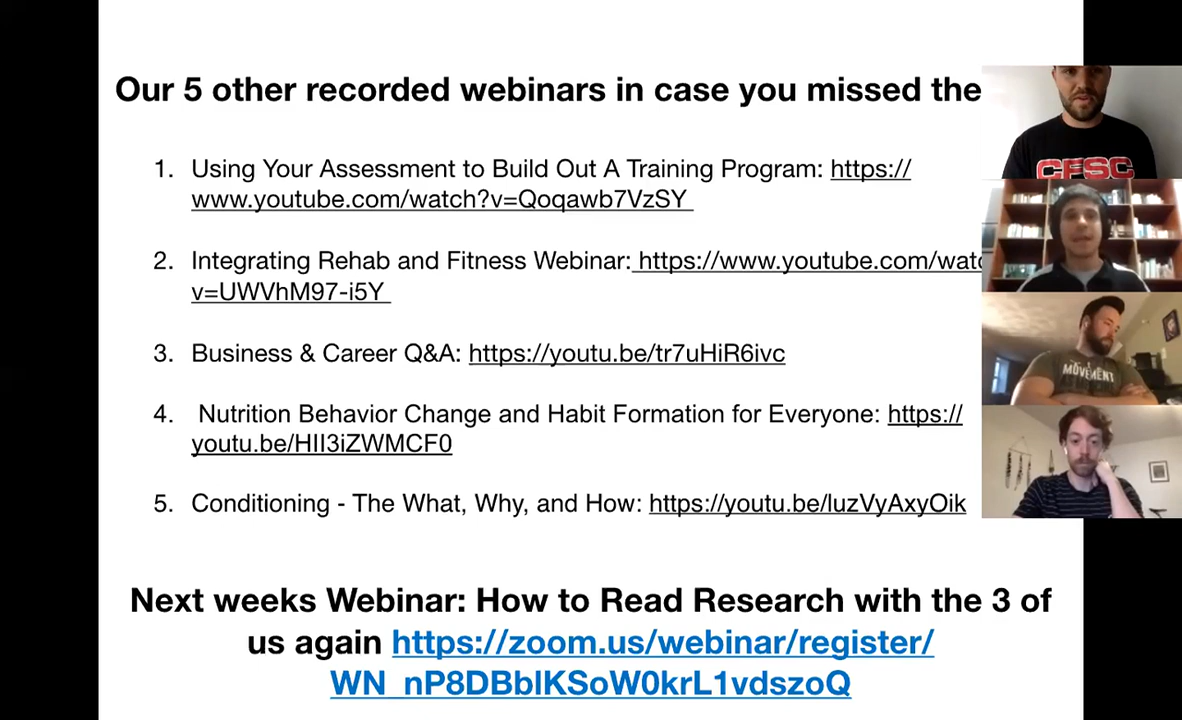 Our 5 other recorded webinars in case you missed the
1. Using Your Assessment to Build Out A Training Program: https://
www.youtube.com/watch?v=Qoqawb7VzSY
2. Integrating Rehab and Fitness Webinar: https://www.youtube.com/watc
v=UWVhM97-i5Y
3. Business & Career Q&A: https://youtu.be/tr7uHiR6ivc
4. Nutrition Behavior Change and Habit Formation for Everyone: https://
youtu.be/HII3iZWMCF0
5. Conditioning - The What, Why, and How: https://youtu.be/luzVyAxyOik
Next weeks Webinar: How to Read Research with the 3 of
us again https://zoom.us/webinar/register/
WN_nP8DBblKSoW0krL1vdszoQ
CFSC
MOVEMENT